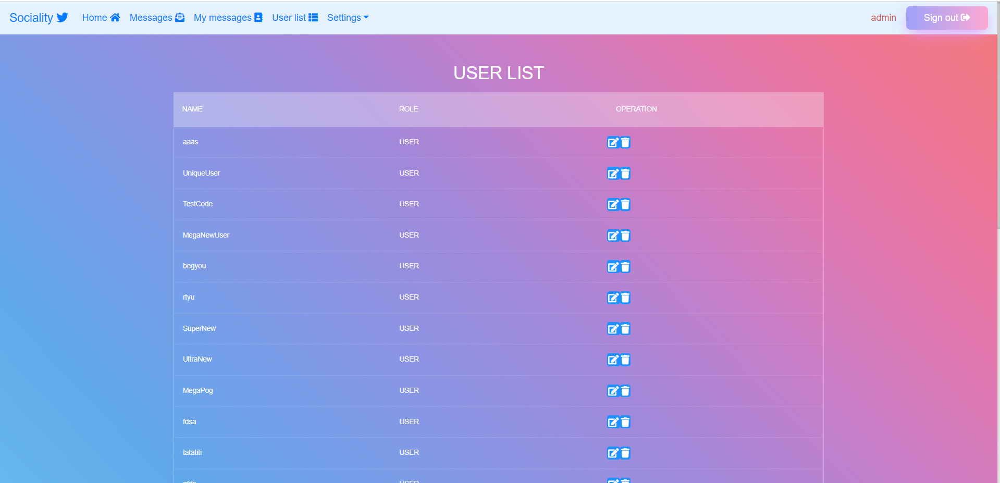 Sociality Home Messages My messages User list Settings admin Sign out
USER LIST
NAME ROLE OPERATION
aaas USER
UniqueUser USER
TestCode USER
MegaNewUser USER
begyou USER
rtyu USER
SuperNew USER
UltraNew USER
MegaPog USER
fdsa USER
tatatiti USER
USER